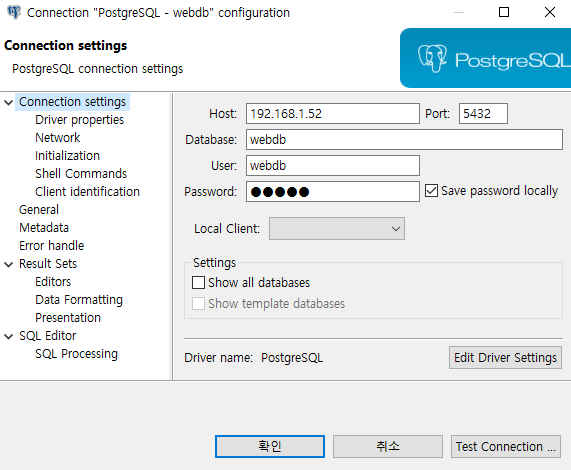 Connection "PostgreSQL - webdb" configuration
Connection settings
PostgreSQL connection settings
PostgreSQL
Connection settings
Driver properties
Network
Initialization
Shell Commands
Client identification
General
Metadata
Error handle
Result Sets
Editors
Data Formatting
Presentation
SQL Editor
SQL Processing
Host: 192.168.1.52 Port: 5432
Database: webdb
User: webdb
Password: ●●●●● Save password locally
Local Client:
Settings
Show all databases
Show template databases
Driver name: PostgreSQL Edit Driver Settings
확인 취소 Test Connection ...